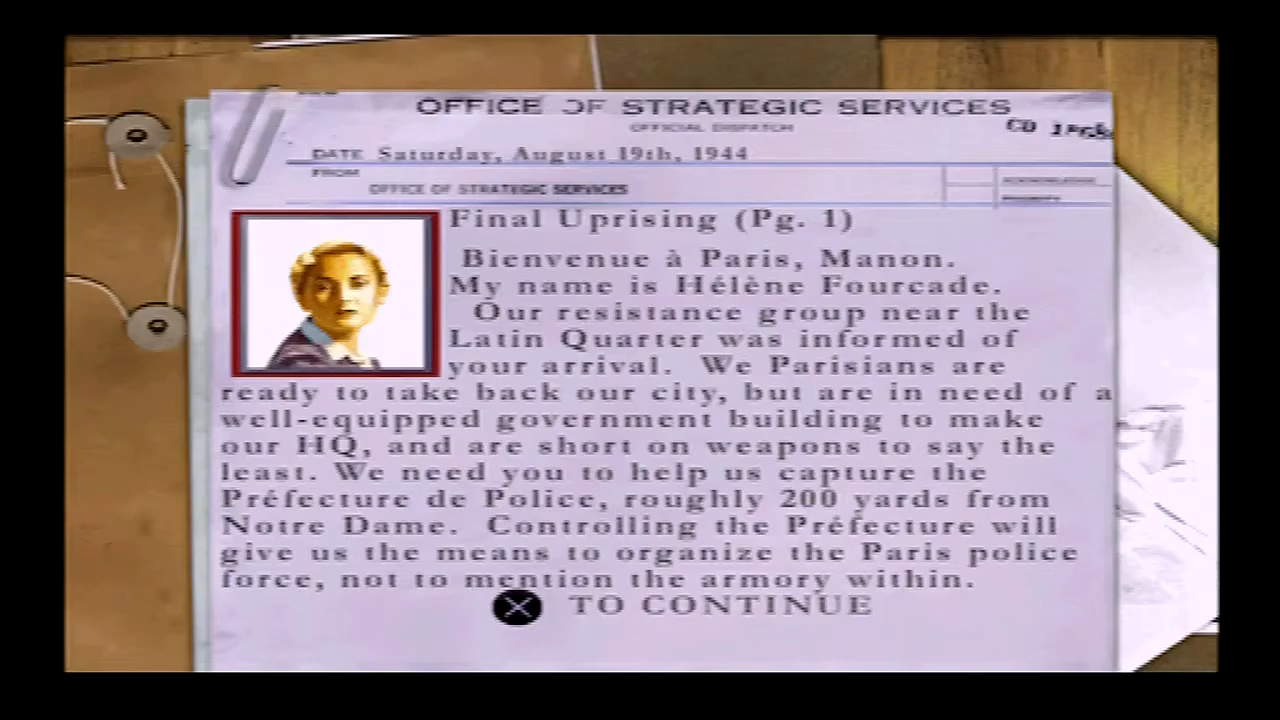 OFFICE OF STRATEGIC SERVICES
OFFICIAL DISPATCH
DATE Saturday, August 19th, 1944
FROM
OFFICE OF STRATEGIC SERVICES
Final Uprising (Pg. 1)
Bienvenue à Paris, Manon.
My name is Hélène Fourcade.
Our resistance group near the
Latin Quarter was informed of
your arrival. We Parisians are
ready to take back our city, but are in need of a
well-equipped government building to make
our HQ, and are short on weapons to say the
least. We need you to help us capture the
Préfecture de Police, roughly 200 yards from
Notre Dame. Controlling the Préfecture will
give us the means to organize the Paris police
force, not to mention the armory within.
TO CONTINUE